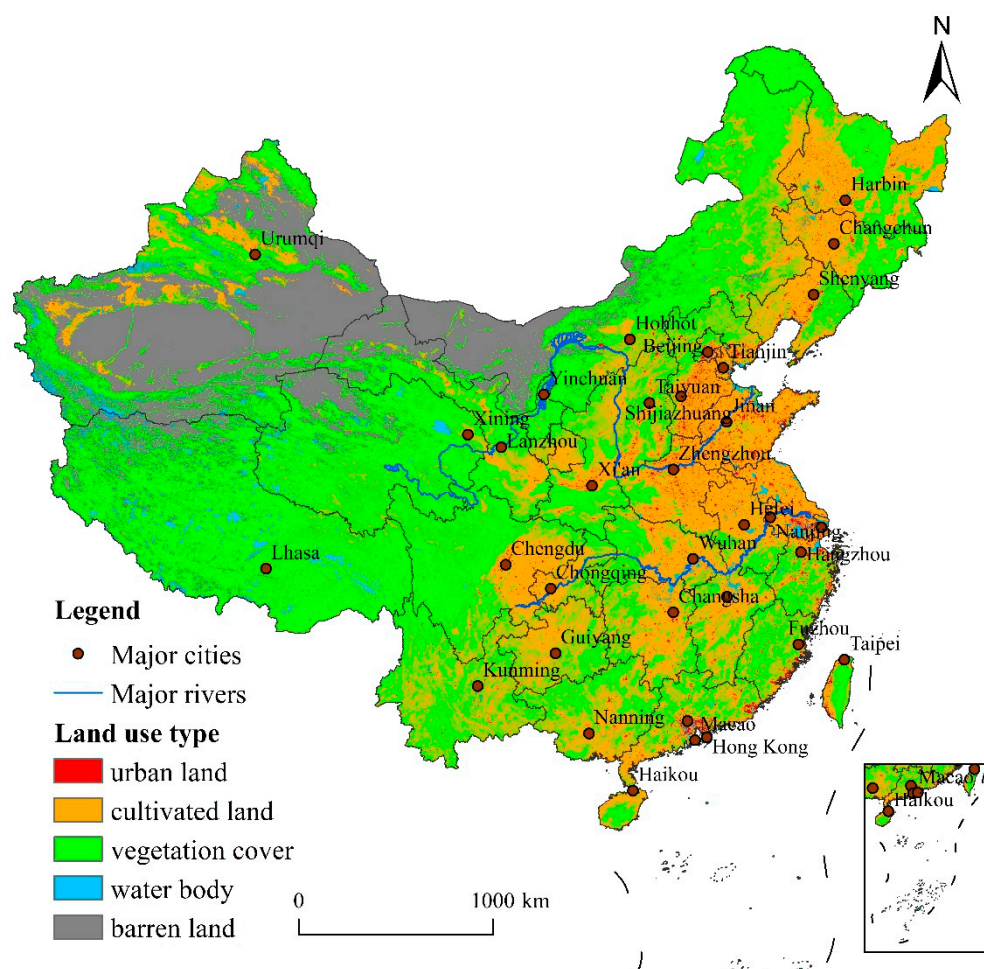 N
Harbin
Changchun
Urumqi
Shenyang
Hohhot
Beijing
Tianjin
Yinchuan
Taiyuan
Jinan
Shijiazhuang
Xining
Lanzhou
Zhengzhou
Xi'an
Hefei
Nanjing
Wuhan
Hangzhou
Lhasa
Chengdu
Chongqing
Changsha
Legend
Major cities
Guiyang
Fuzhou
Taipei
Kunming
Major rivers
Nanning
Macao
Hong Kong
Land use type
urban land
Haikou
Macao
Haikou
cultivated land
vegetation cover
water body
0 1000 km
barren land